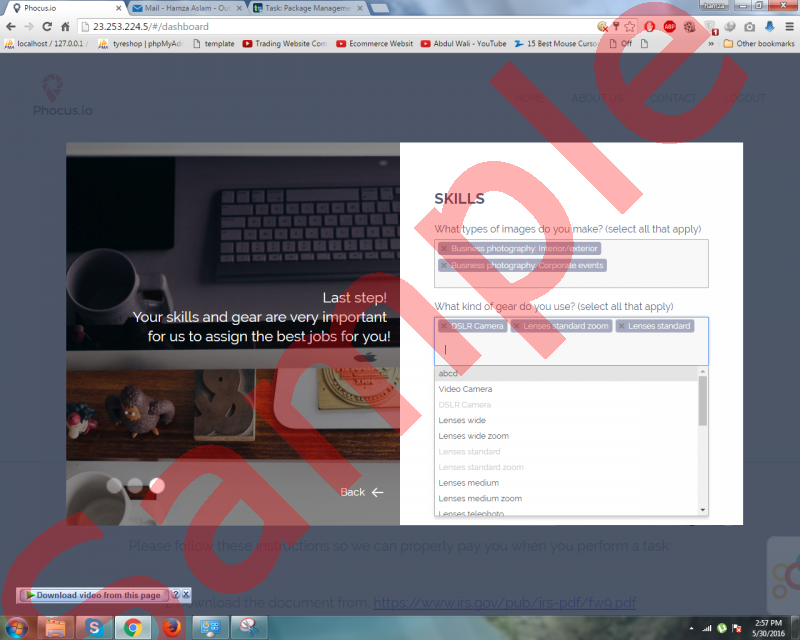 Phocus.io
Mail - Hamza Aslam - Out
Task: Package Managemen
hamza
23.253.224.5/#/dashboard
localhost / 127.0.0.1
tyreshop | phpMyAd
template
Trading Website Com
Ecommerce Websit
Abdul Wali - YouTube
15 Best Mouse Curso
Off
Other bookmarks
Phocus.io
HOME
ABOUT US
CONTACT
LOGOUT
SKILLS
What types of images do you make? (select all that apply)
× Business photography: Interior/exterior
× Business photography: Corporate events
What kind of gear do you use? (select all that apply)
× DSLR Camera × Lenses standard zoom × Lenses standard
abcd
Video Camera
DSLR Camera
Lenses wide
Lenses wide zoom
Lenses standard
Lenses standard zoom
Lenses medium
Lenses medium zoom
Lenses telephoto
Last step!
Your skills and gear are very important
for us to assign the best jobs for you!
Back
Please follow these instructions so we can properly pay you when you perform a task
Download the document from: https://www.irs.gov/pub/irs-pdf/fw9.pdf
Download video from this page ? X
2:57 PM
5/30/2016
Sample